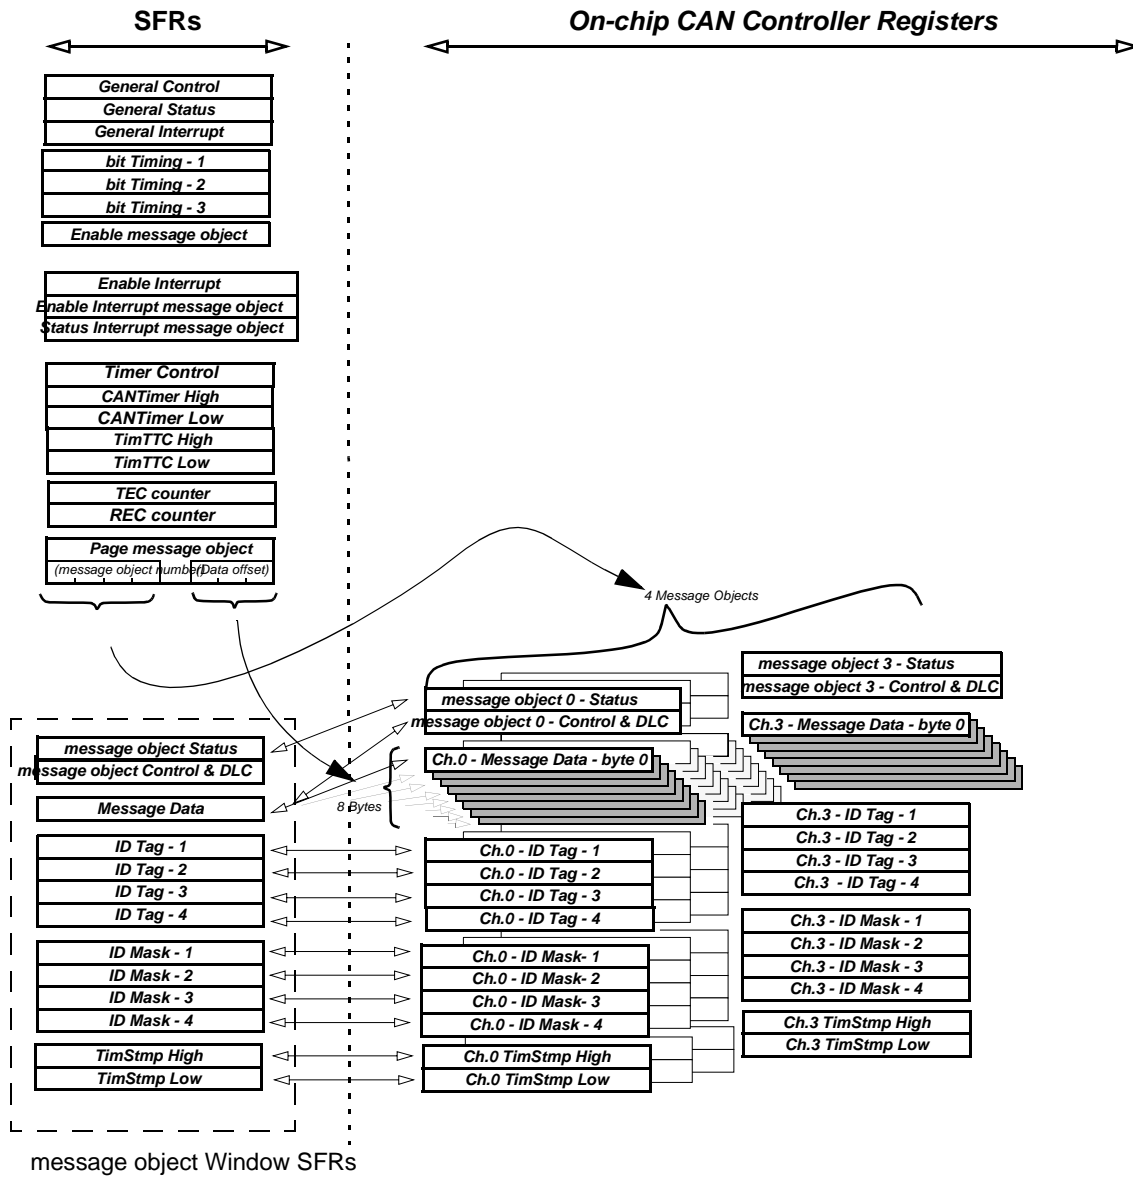 SFRs
On-chip CAN Controller Registers
General Control
General Status
General Interrupt
bit Timing - 1
bit Timing - 2
bit Timing - 3
Enable message object
Enable Interrupt
Enable Interrupt message object
Status Interrupt message object
Timer Control
CANTimer High
CANTimer Low
TimTTC High
TimTTC Low
TEC counter
REC counter
Page message object
(message object number)
(Data offset)
4 Message Objects
message object Status
message object Control & DLC
Message Data
ID Tag - 1
ID Tag - 2
ID Tag - 3
ID Tag - 4
ID Mask - 1
ID Mask - 2
ID Mask - 3
ID Mask - 4
TimStmp High
TimStmp Low
message object Window SFRs
8 Bytes
message object 0 - Status
message object 0 - Control & DLC
Ch.0 - Message Data - byte 0
Ch.0 - ID Tag - 1
Ch.0 - ID Tag - 2
Ch.0 - ID Tag - 3
Ch.0 - ID Tag - 4
Ch.0 - ID Mask- 1
Ch.0 - ID Mask- 2
Ch.0 - ID Mask- 3
Ch.0 - ID Mask - 4
Ch.0 TimStmp High
Ch.0 TimStmp Low
message object 3 - Status
message object 3 - Control & DLC
Ch.3 - Message Data - byte 0
Ch.3 - ID Tag - 1
Ch.3 - ID Tag - 2
Ch.3 - ID Tag - 3
Ch.3 - ID Tag - 4
Ch.3 - ID Mask - 1
Ch.3 - ID Mask - 2
Ch.3 - ID Mask - 3
Ch.3 - ID Mask - 4
Ch.3 TimStmp High
Ch.3 TimStmp Low